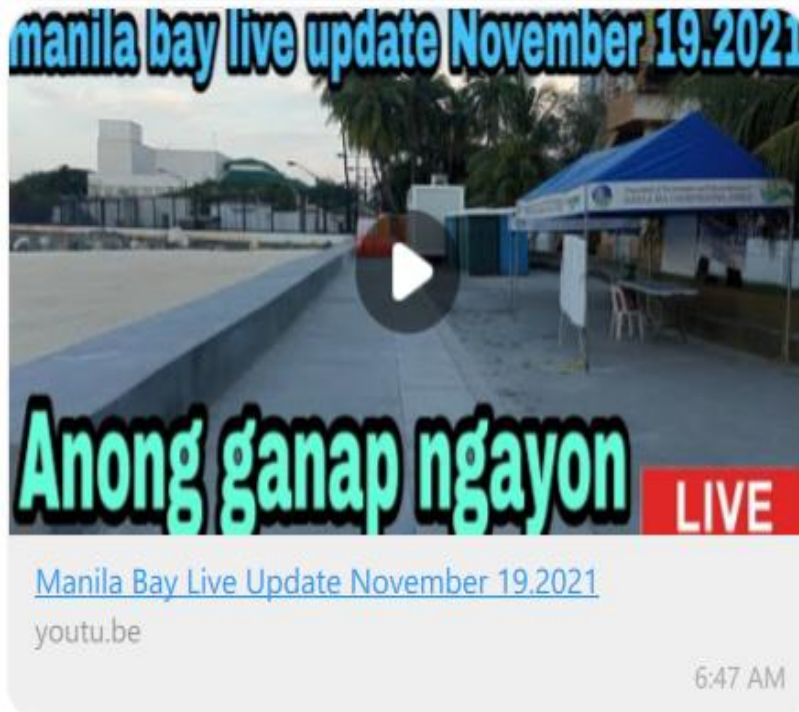 manila bay live update November 19.2021
Anong ganap ngayon
LIVE
Manila Bay Live Update November 19.2021
youtu.be
6:47 AM